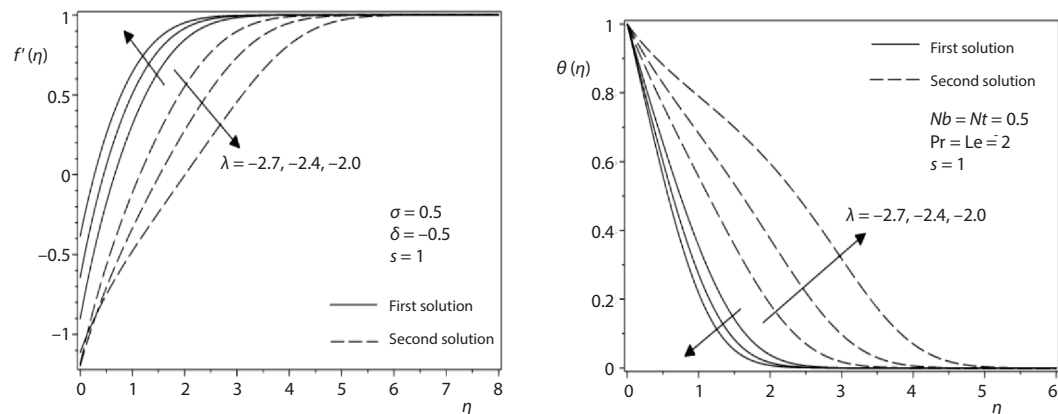 1
f'(η)
0.5
0
−0.5
−1
λ = −2.7, −2.4, −2.0
σ = 0.5
δ = −0.5
s = 1
First solution
Second solution
0 1 2 3 4 5 6 7 8
η
1
θ(η)
0.8
0.6
0.4
0.2
0
First solution
Second solution
Nb = Nt = 0.5
Pr = Le = 2
s = 1
λ = −2.7, −2.4, −2.0
0 1 2 3 4 5 6
η